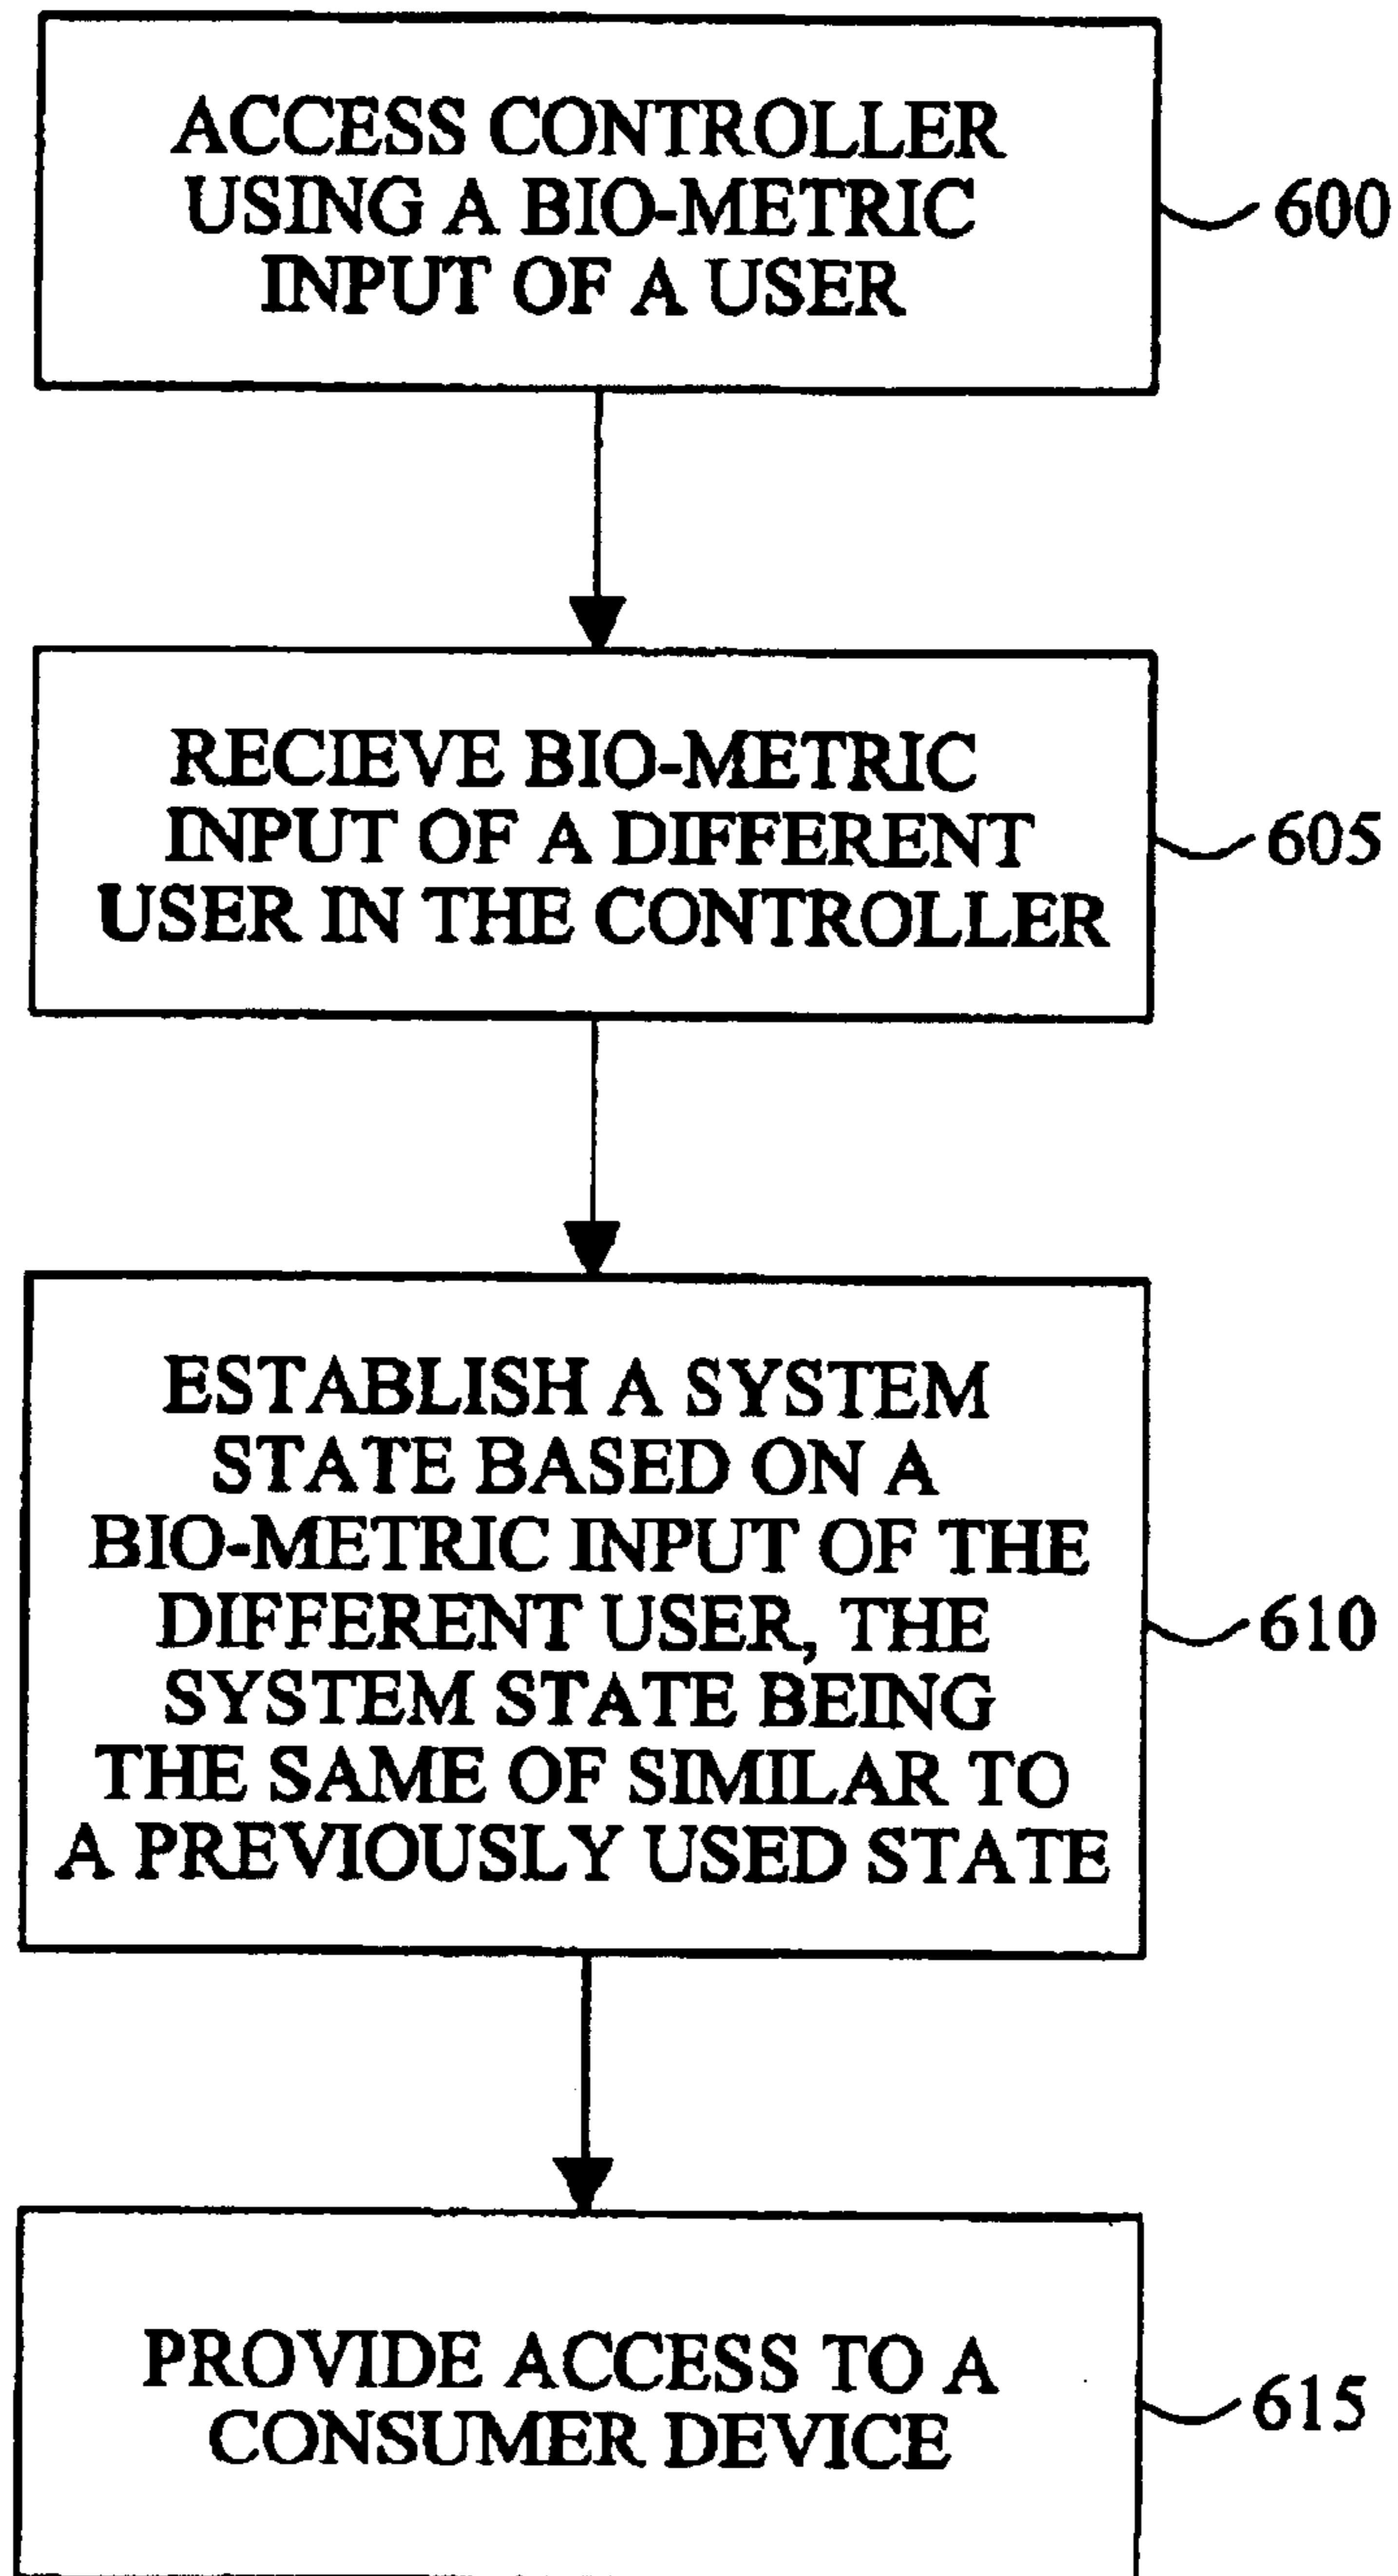 ACCESS CONTROLLER
USING A BIO-METRIC
INPUT OF A USER
600
RECIEVE BIO-METRIC
INPUT OF A DIFFERENT
USER IN THE CONTROLLER
605
ESTABLISH A SYSTEM
STATE BASED ON A
BIO-METRIC INPUT OF THE
DIFFERENT USER, THE
SYSTEM STATE BEING
THE SAME OF SIMILAR TO
A PREVIOUSLY USED STATE
610
PROVIDE ACCESS TO A
CONSUMER DEVICE
615